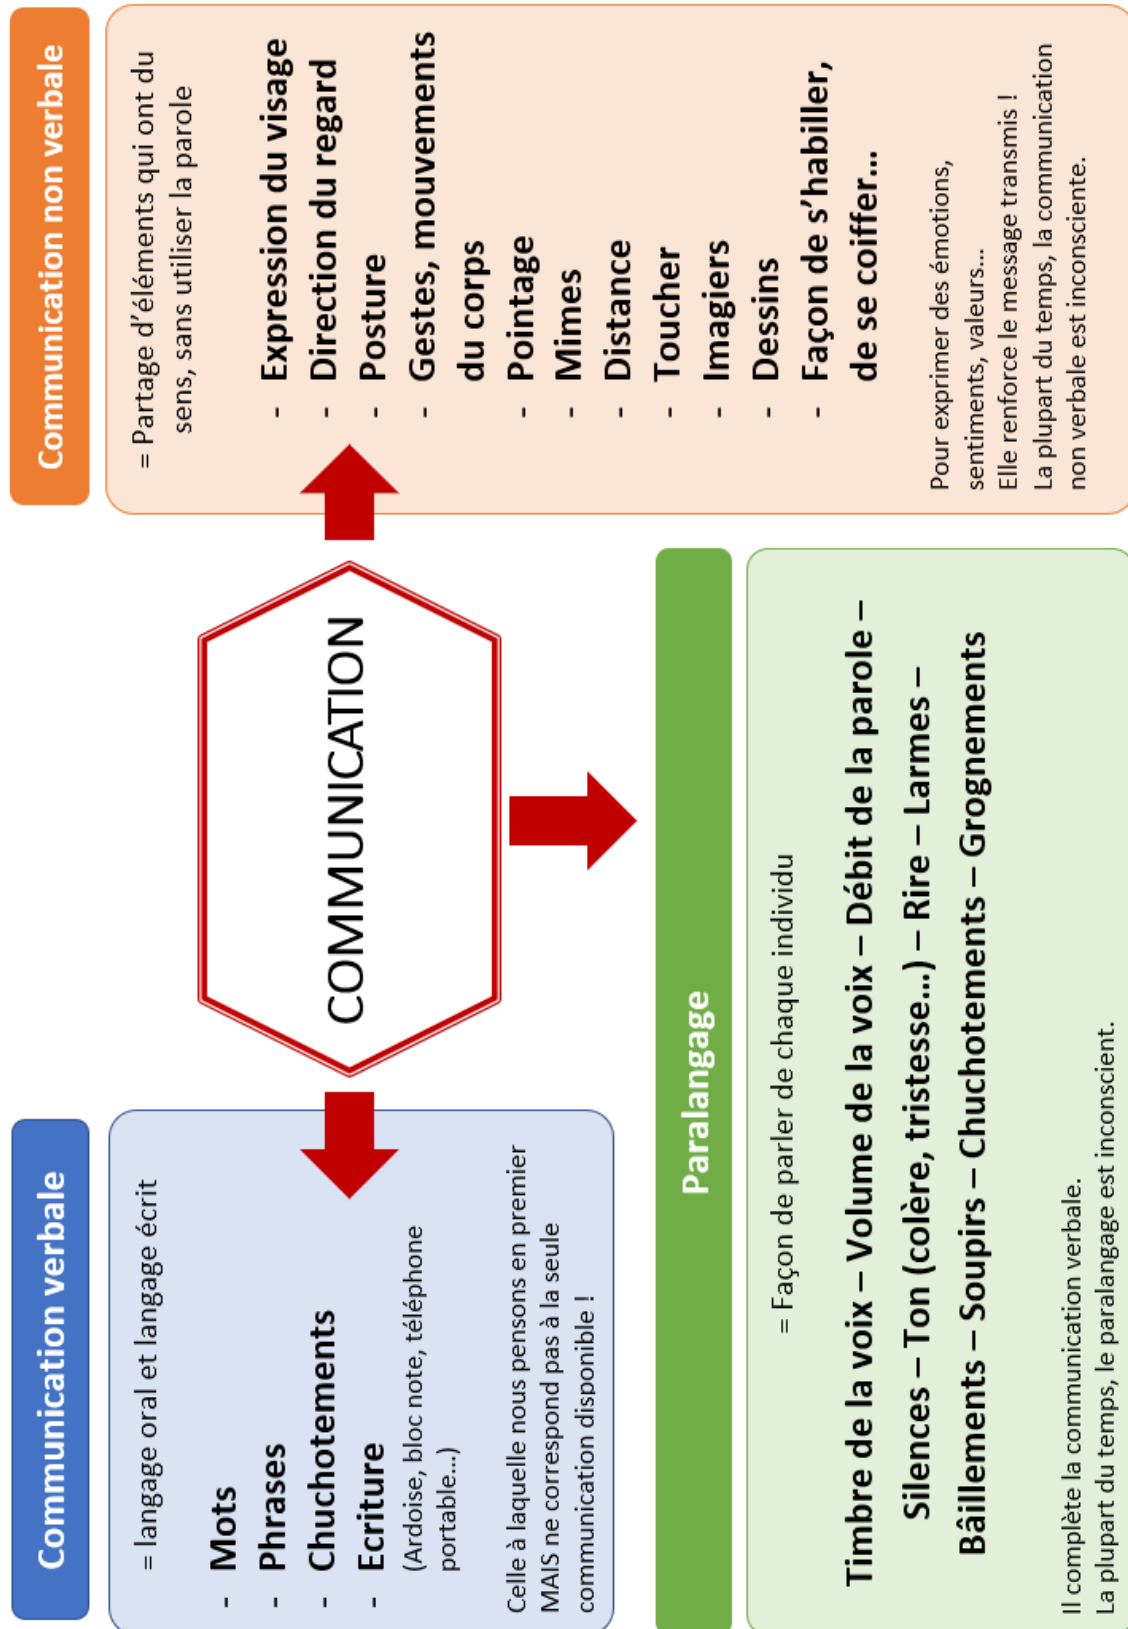 Communication verbale
= langage oral et langage écrit
- Mots
- Phrases
- Chuchotements
- Ecriture
(Ardoise, bloc note, téléphone
portable…)
Celle à laquelle nous pensons en premier
MAIS ne correspond pas à la seule
communication disponible !
COMMUNICATION
Communication non verbale
= Partage d'éléments qui ont du
sens, sans utiliser la parole
- Expression du visage
- Direction du regard
- Posture
- Gestes, mouvements
du corps
- Pointage
- Mimes
- Distance
- Toucher
- Imagiers
- Dessins
- Façon de s'habiller,
de se coiffer…
Pour exprimer des émotions,
sentiments, valeurs…
Elle renforce le message transmis !
La plupart du temps, la communication
non verbale est inconsciente.
Paralangage
= Façon de parler de chaque individu
Timbre de la voix – Volume de la voix – Débit de la parole –
Silences – Ton (colère, tristesse…) – Rire – Larmes –
Bâillements – Soupirs – Chuchotements – Grognements
Il complète la communication verbale.
La plupart du temps, le paralangage est inconscient.